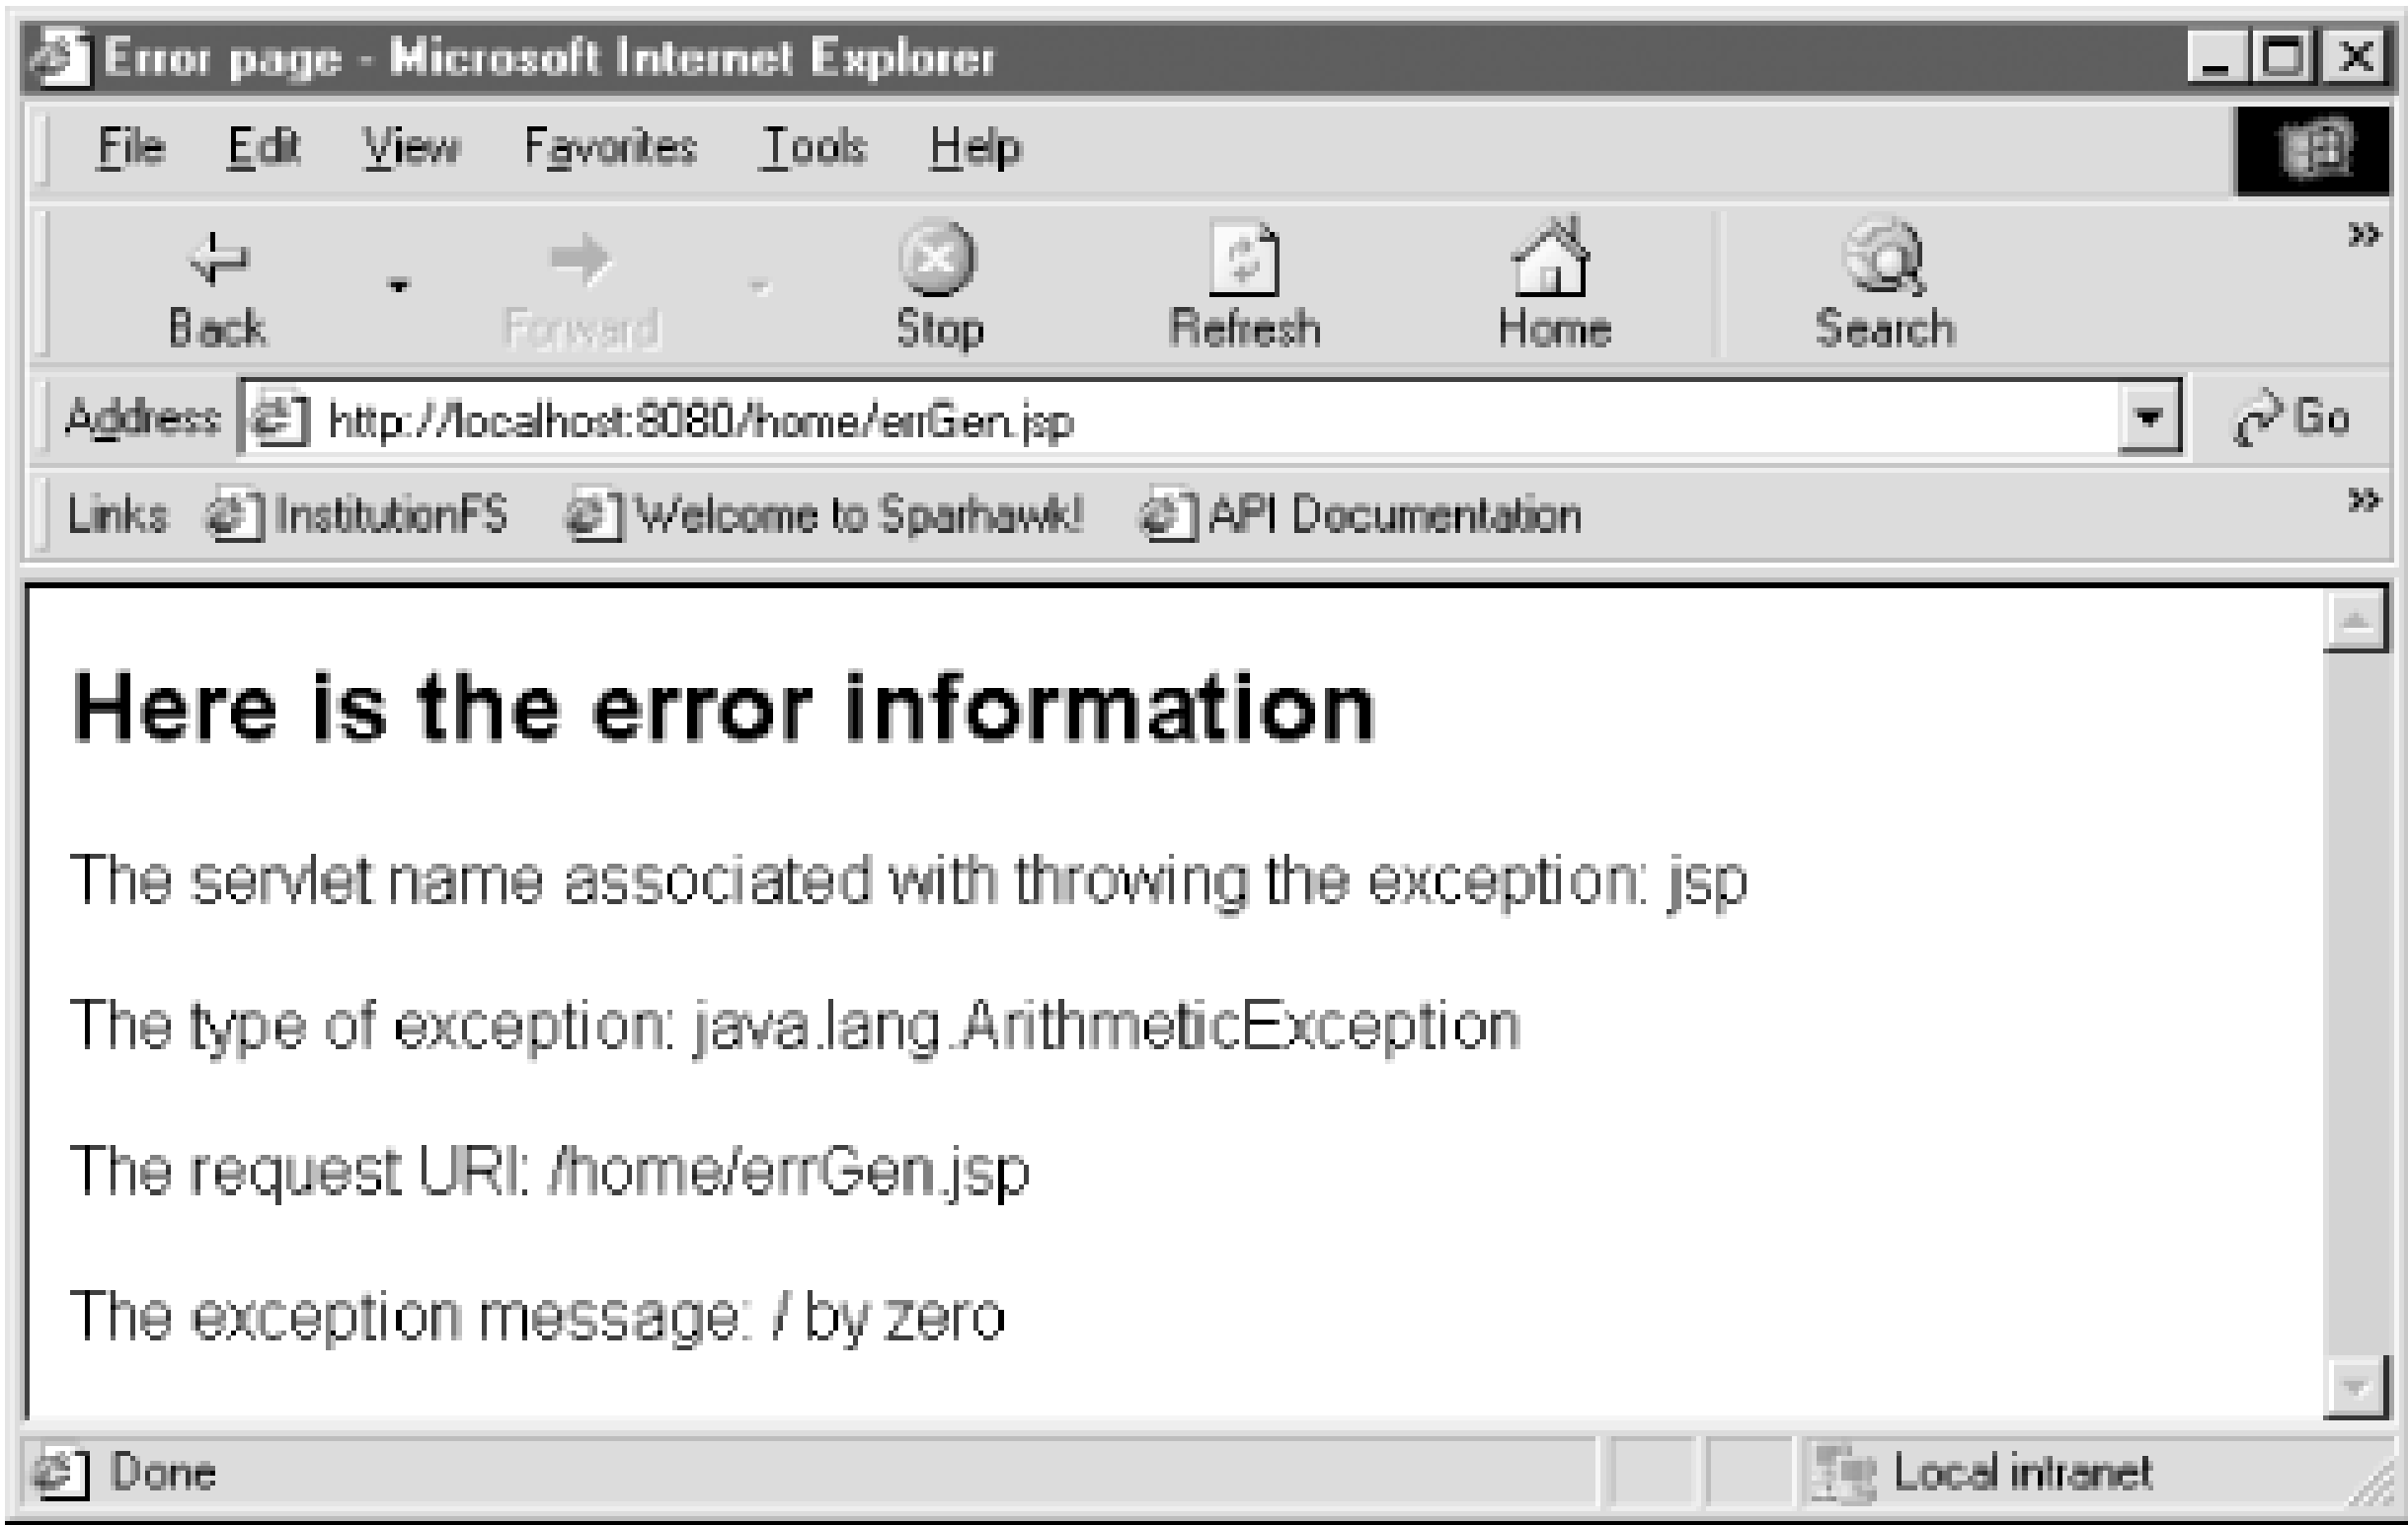 Error page - Microsoft Internet Explorer
File Edit View Favorites Tools Help
Back Forward Stop Refresh Home Search »
Address http://localhost:8080/home/errGen.jsp Go
Links InstitutionFS Welcome to Sparhawk! API Documentation »
Here is the error information
The servlet name associated with throwing the exception: jsp
The type of exception: java.lang.ArithmeticException
The request URI: /home/errGen.jsp
The exception message: / by zero
Done Local intranet